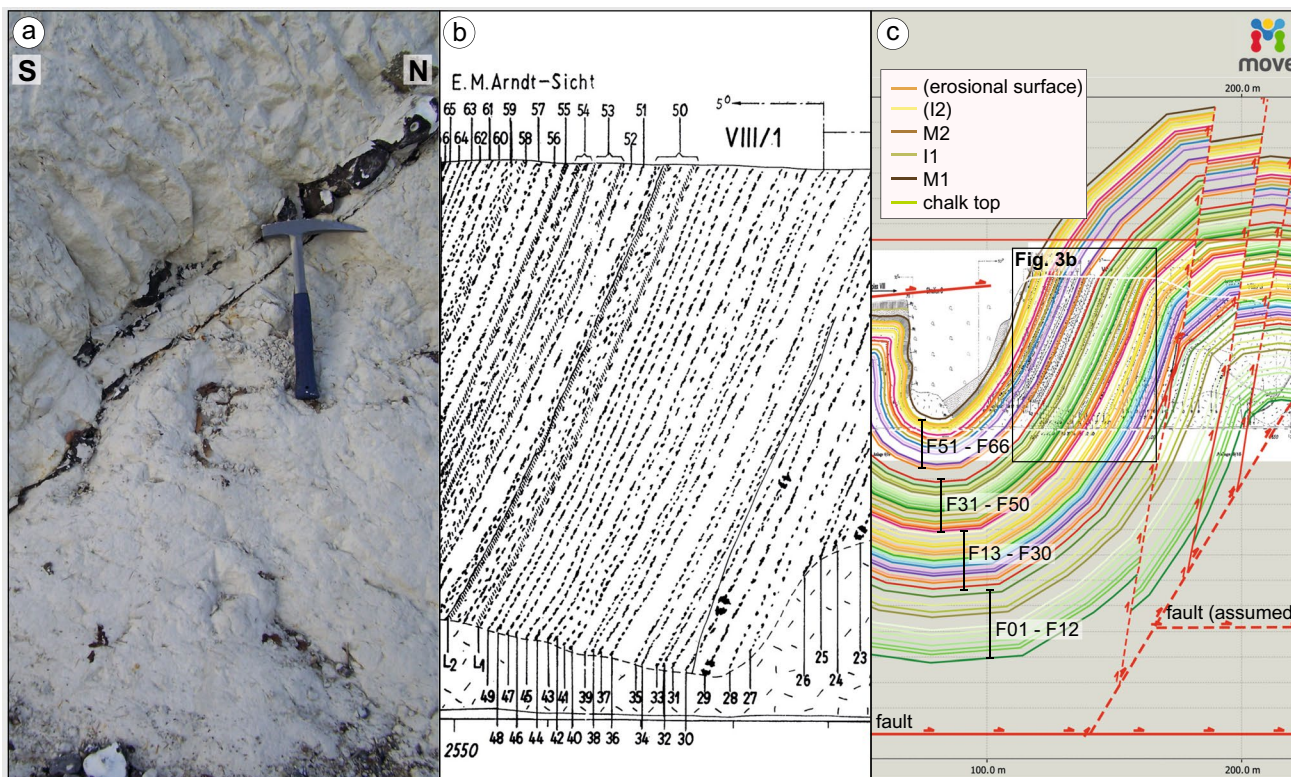 a
S
N
b
E. M. Arndt-Sicht
65 63 61 59 57 55 54 53 51 50
5°
VIII/1
64 62 60 58 56 52
L2 L1
49 47 45 43 41 39 37 35 33 31 29 28 27 26 25 24 23
48 46 44 42 40 38 36 34 32 30
2550
c
move
(erosional surface)
(I2)
M2
I1
M1
chalk top
200.0 m
Fig. 3b
F51 - F66
F31 - F50
F13 - F30
F01 - F12
fault (assumed
fault
100.0 m
200.0 m